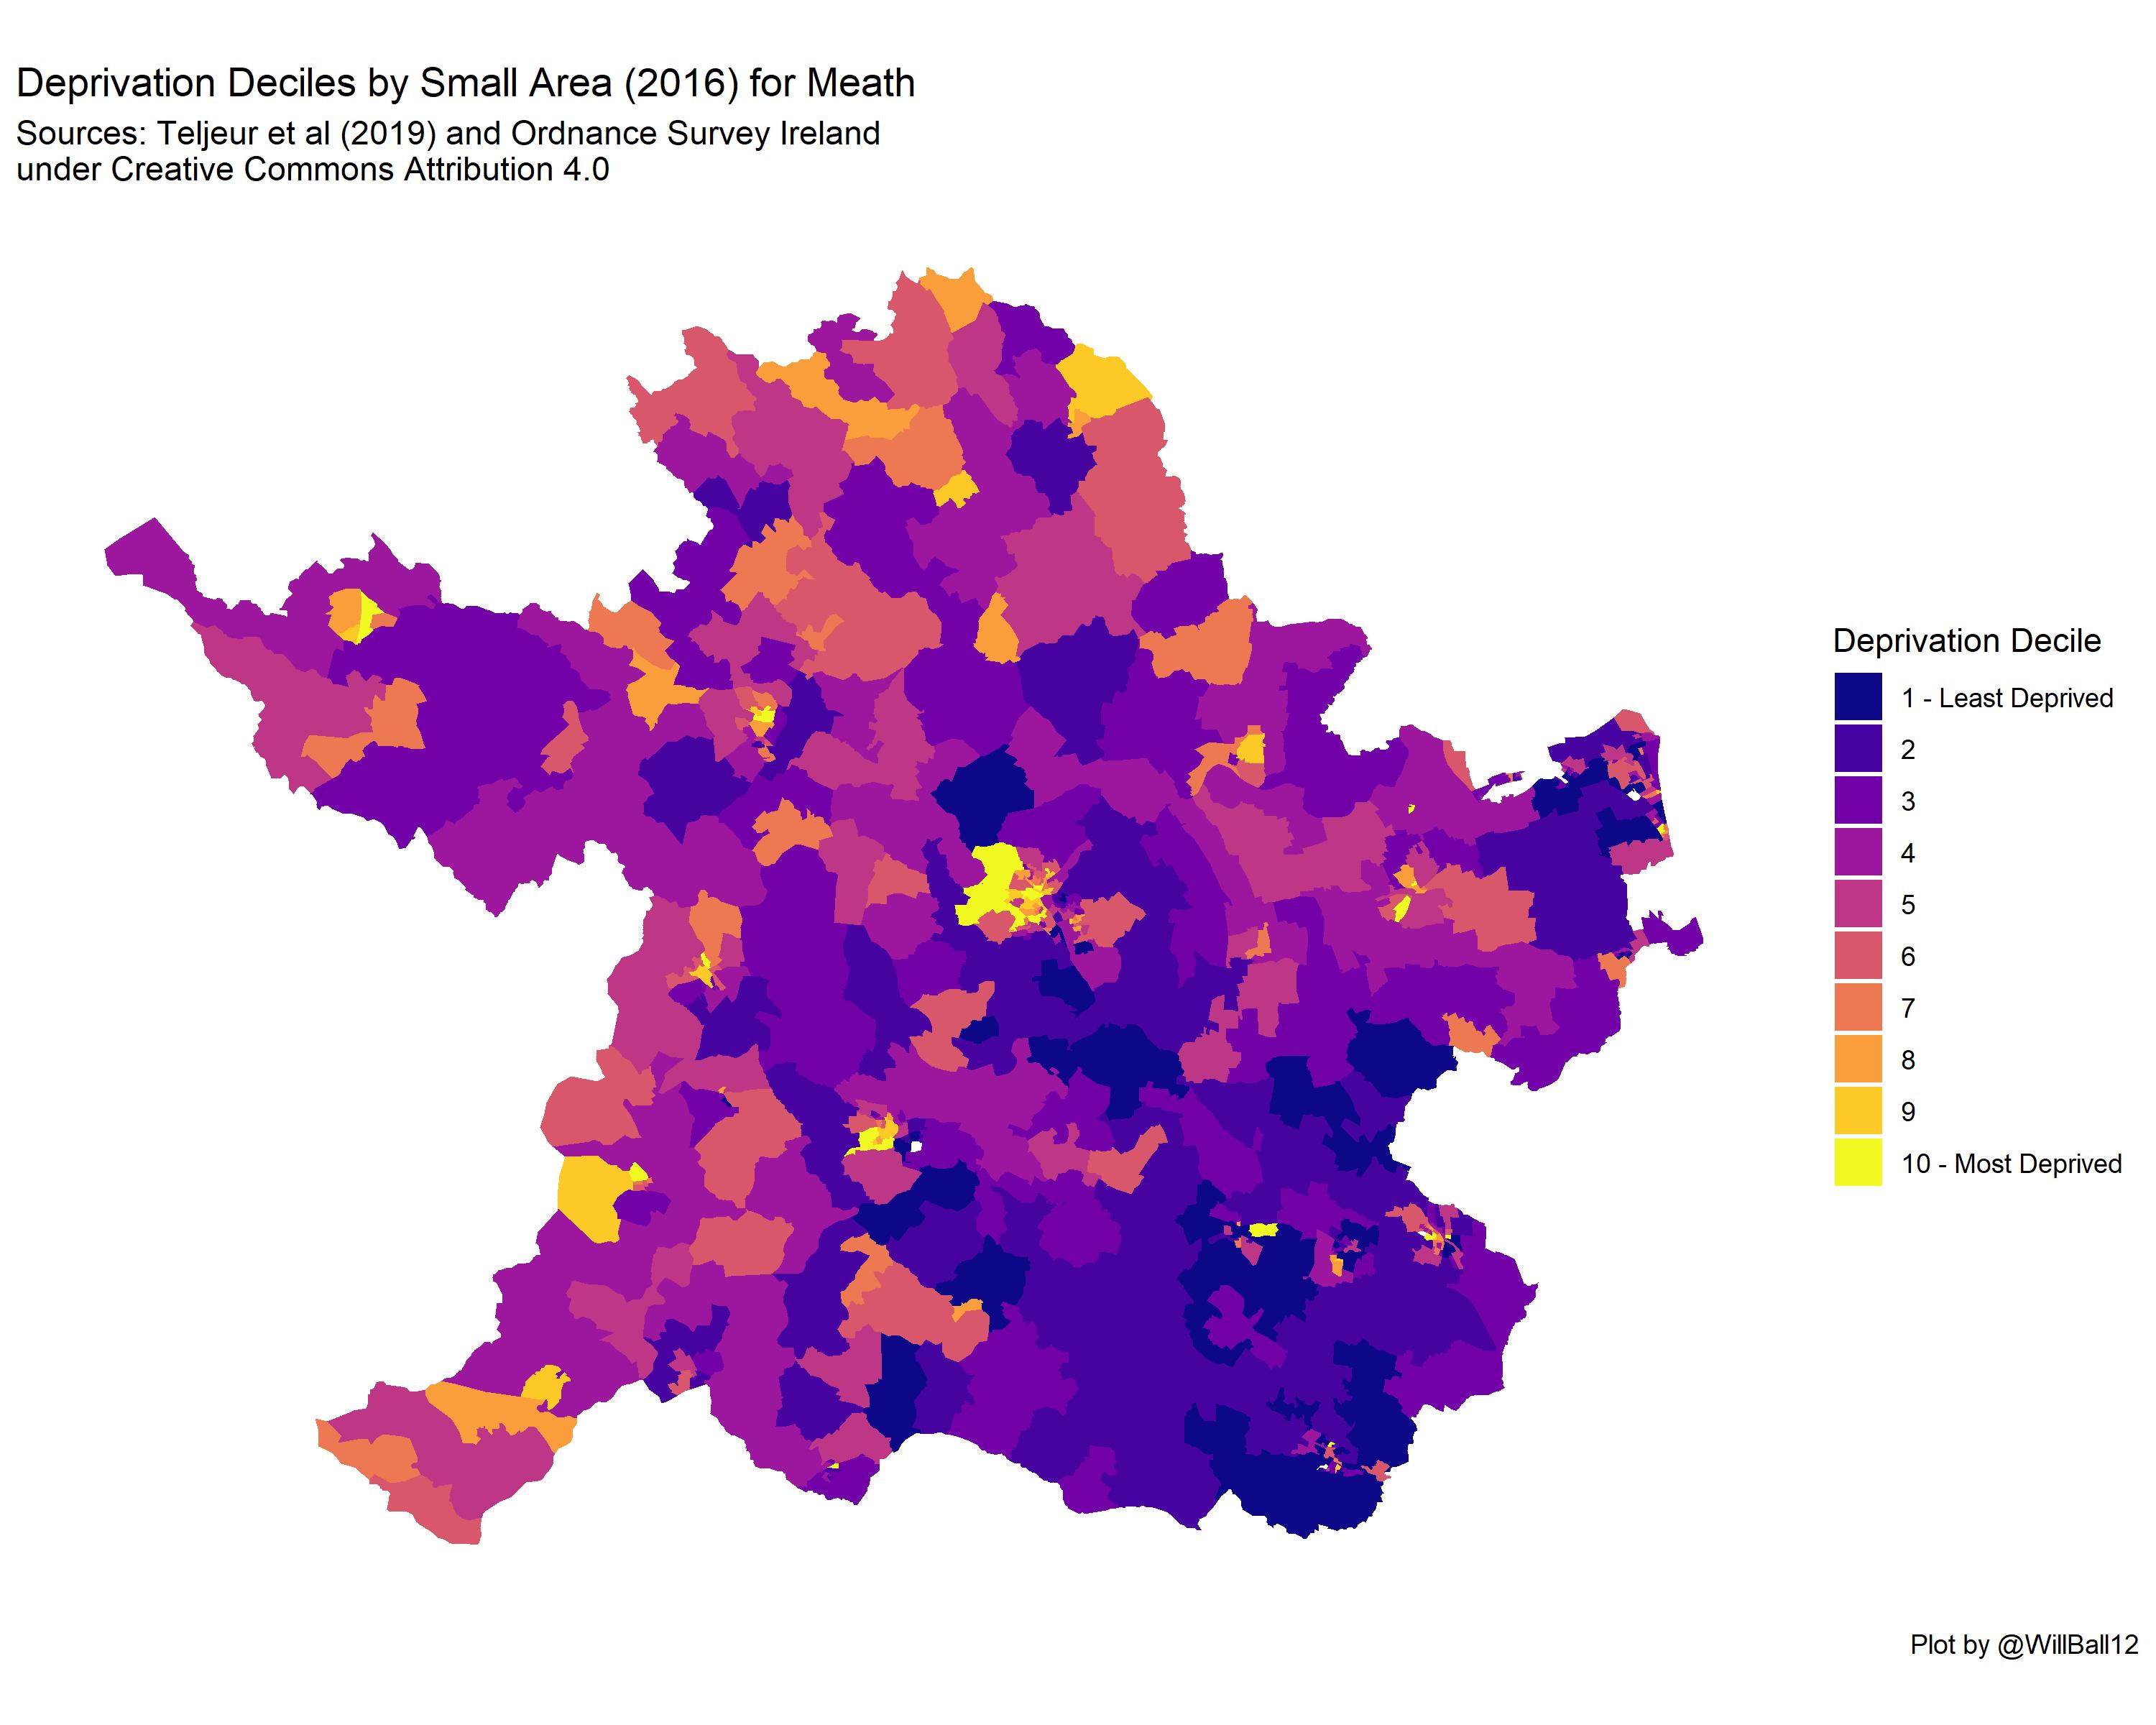 Deprivation Deciles by Small Area (2016) for Meath
Sources: Teljeur et al (2019) and Ordnance Survey Ireland
under Creative Commons Attribution 4.0
Deprivation Decile
1 - Least Deprived
2
3
4
5
6
7
8
9
10 - Most Deprived
Plot by @WillBall12